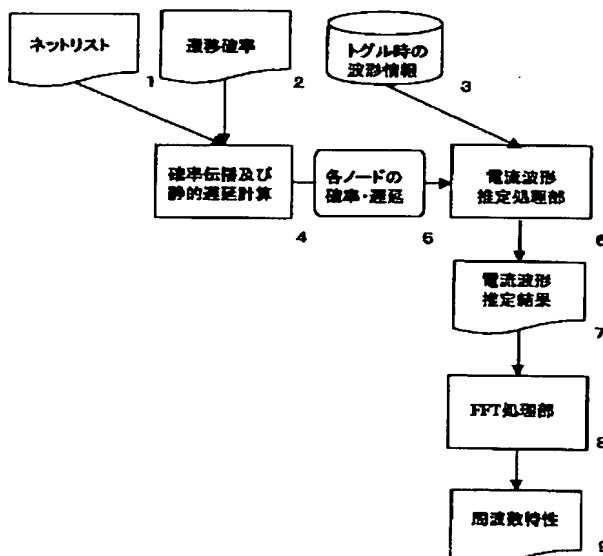 ネットリスト
1
遷移確率
2
トグル時の
波形情報
3
確率伝播及び
静的遅延計算
4
各ノードの
確率・遅延
5
電流波形
推定処理部
6
電流波形
推定結果
7
FFT処理部
8
周波数特性
9